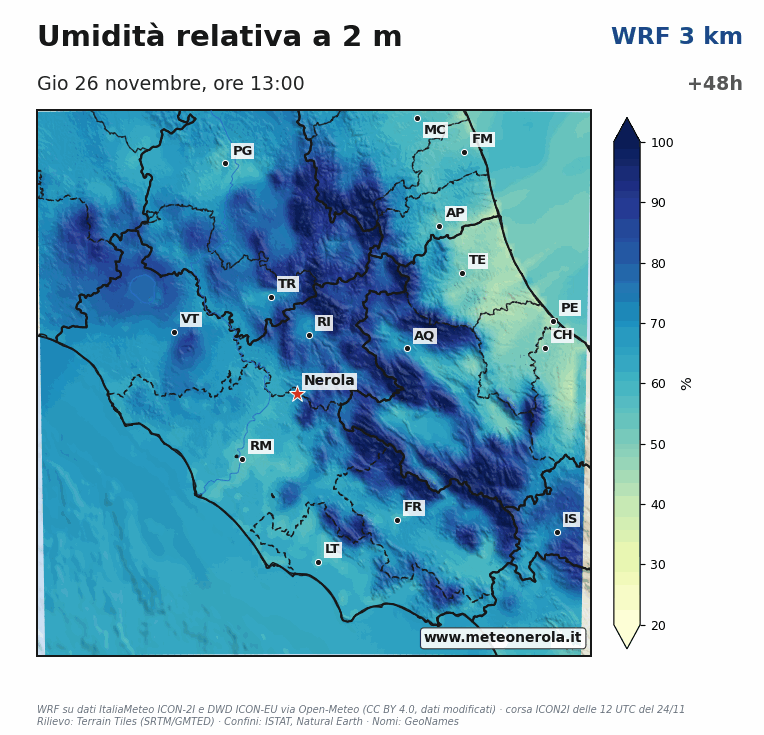 Umidità relativa a 2 m
WRF 3 km
Gio 26 novembre, ore 13:00
+48h
MC
FM
PG
AP
TE
TR
PE
VT
RI
AQ
CH
Nerola
RM
FR
IS
LT
www.meteonerola.it
100
90
80
70
60
50
40
30
20
%
WRF su dati ItaliaMeteo ICON-2I e DWD ICON-EU via Open-Meteo (CC BY 4.0, dati modificati) · corsa ICON2I delle 12 UTC del 24/11
Rilievo: Terrain Tiles (SRTM/GMTED) · Confini: ISTAT, Natural Earth · Nomi: GeoNames